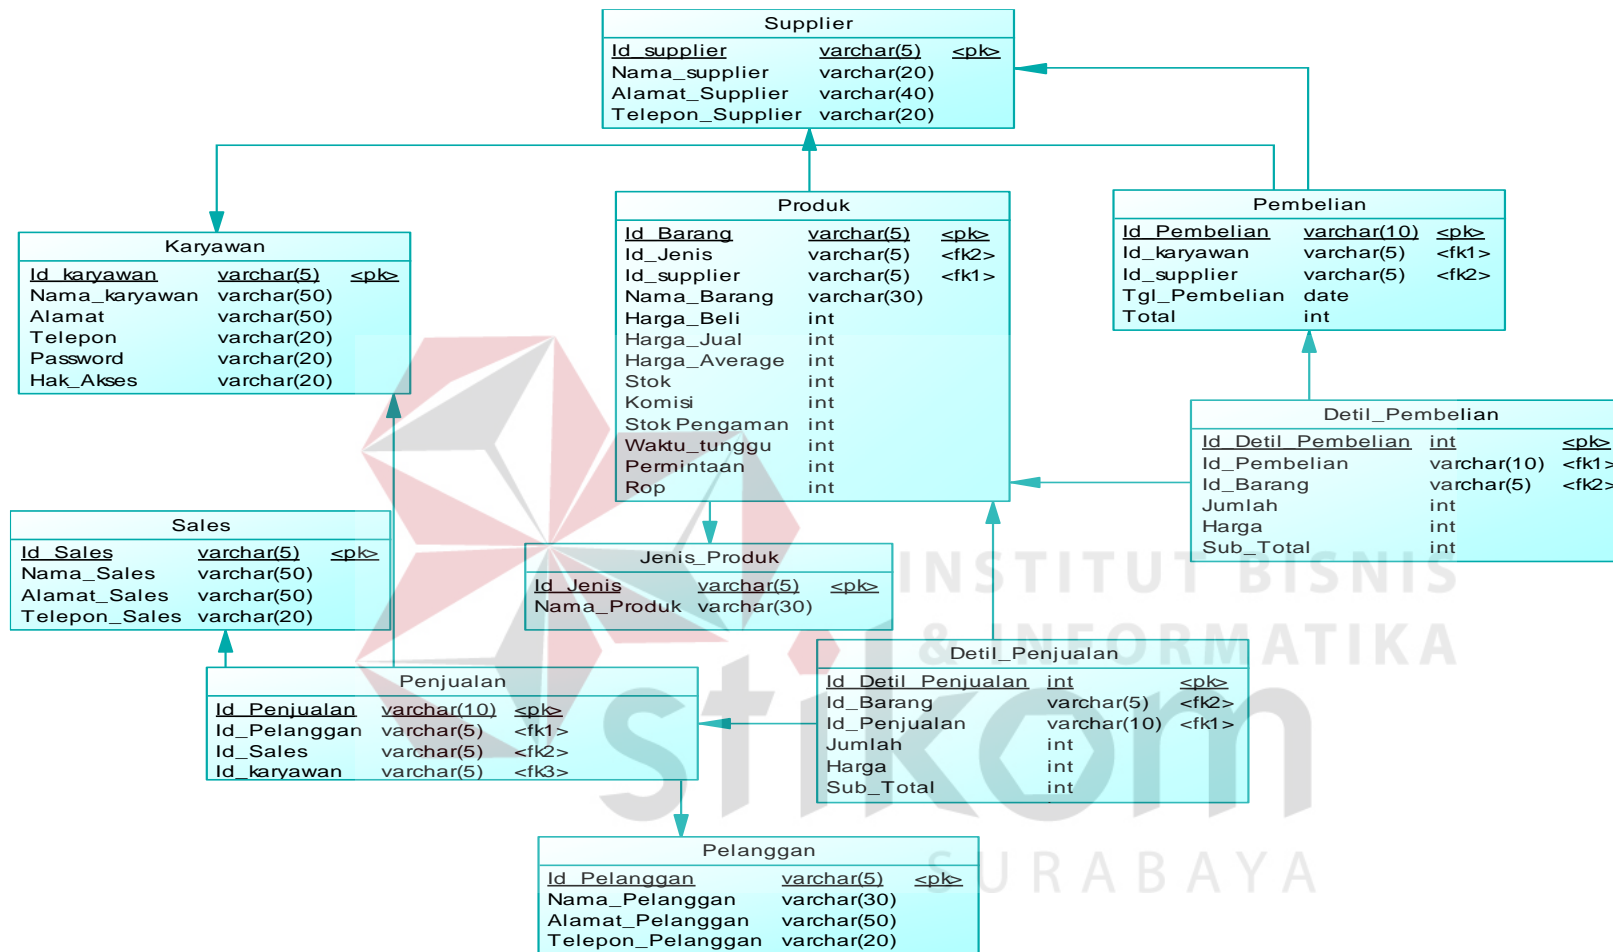 Supplier
Id_supplier varchar(5) <pk>
Nama_supplier varchar(20)
Alamat_Supplier varchar(40)
Telepon_Supplier varchar(20)
Karyawan
Id_karyawan varchar(5) <pk>
Nama_karyawan varchar(50)
Alamat varchar(50)
Telepon varchar(20)
Password varchar(20)
Hak_Akses varchar(20)
Produk
Id_Barang varchar(5) <pk>
Id_Jenis varchar(5) <fk2>
Id_supplier varchar(5) <fk1>
Nama_Barang varchar(30)
Harga_Beli int
Harga_Jual int
Harga_Average int
Stok int
Komisi int
Stok Pengaman int
Waktu_tunggu int
Permintaan int
Rop int
Pembelian
Id_Pembelian varchar(10) <pk>
Id_karyawan varchar(5) <fk1>
Id_supplier varchar(5) <fk2>
Tgl_Pembelian date
Total int
Detil_Pembelian
Id_Detil_Pembelian int <pk>
Id_Pembelian varchar(10) <fk1>
Id_Barang varchar(5) <fk2>
Jumlah int
Harga int
Sub_Total int
Sales
Id_Sales varchar(5) <pk>
Nama_Sales varchar(50)
Alamat_Sales varchar(50)
Telepon_Sales varchar(20)
Jenis_Produk
Id_Jenis varchar(5) <pk>
Nama_Produk varchar(30)
INSTITUT BISNIS
& INFORMATIKA
stikom
SURABAYA
Penjualan
Id_Penjualan varchar(10) <pk>
Id_Pelanggan varchar(5) <fk1>
Id_Sales varchar(5) <fk2>
Id_karyawan varchar(5) <fk3>
Detil_Penjualan
Id_Detil_Penjualan int <pk>
Id_Barang varchar(5) <fk2>
Id_Penjualan varchar(10) <fk1>
Jumlah int
Harga int
Sub_Total int
Pelanggan
Id_Pelanggan varchar(5) <pk>
Nama_Pelanggan varchar(30)
Alamat_Pelanggan varchar(50)
Telepon_Pelanggan varchar(20)